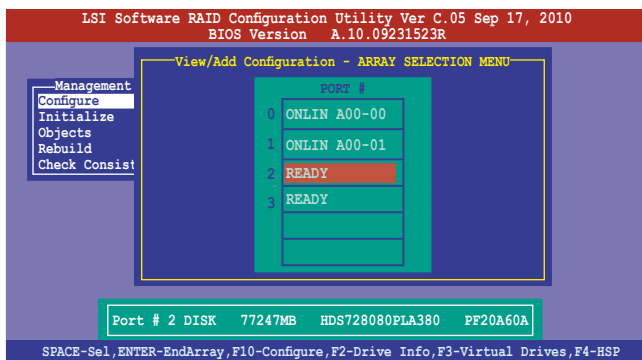 LSI Software RAID Configuration Utility Ver C.05 Sep 17, 2010
BIOS Version A.10.09231523R
View/Add Configuration - ARRAY SELECTION MENU
Management
Configure
Initialize
Objects
Rebuild
Check Consist
PORT #
0 ONLIN A00-00
1 ONLIN A00-01
2 READY
3 READY
Port # 2 DISK 77247MB HDS728080PLA380 PF20A60A
SPACE-Sel,ENTER-EndArray,F10-Configure,F2-Drive Info,F3-Virtual Drives,F4-HSP